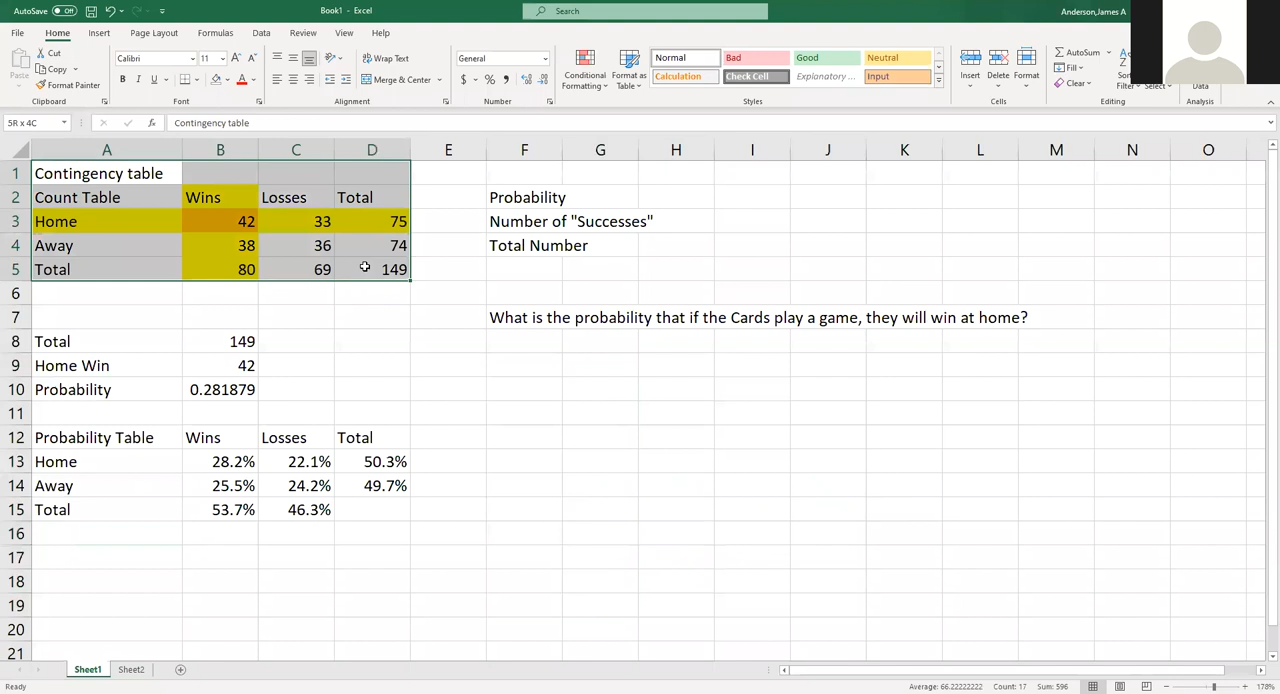 AutoSave Off Book1 - Excel Search Anderson,James A
File Home Insert Page Layout Formulas Data Review View Help
Cut Calibri 11 Wrap Text General Normal Bad Good Neutral AutoSum
Copy Fill
Paste Format Painter B I U Merge & Center $ % Conditional Formatting Format as Table Calculation Check Cell Explanatory ... Input Insert Delete Format Clear Filter Select Data
Clipboard Font Alignment Number Styles Cells Editing Analysis
5R x 4C fx Contingency table
A B C D E F G H I J K L M N O
1 Contingency table
2 Count Table Wins Losses Total Probability
3 Home 42 33 75 Number of "Successes"
4 Away 38 36 74 Total Number
5 Total 80 69 149
6
7 What is the probability that if the Cards play a game, they will win at home?
8 Total 149
9 Home Win 42
10 Probability 0.281879
11
12 Probability Table Wins Losses Total
13 Home 28.2% 22.1% 50.3%
14 Away 25.5% 24.2% 49.7%
15 Total 53.7% 46.3%
16
17
18
19
20
21
Sheet1 Sheet2
Ready Average: 66.22222222 Count: 17 Sum: 596 178%